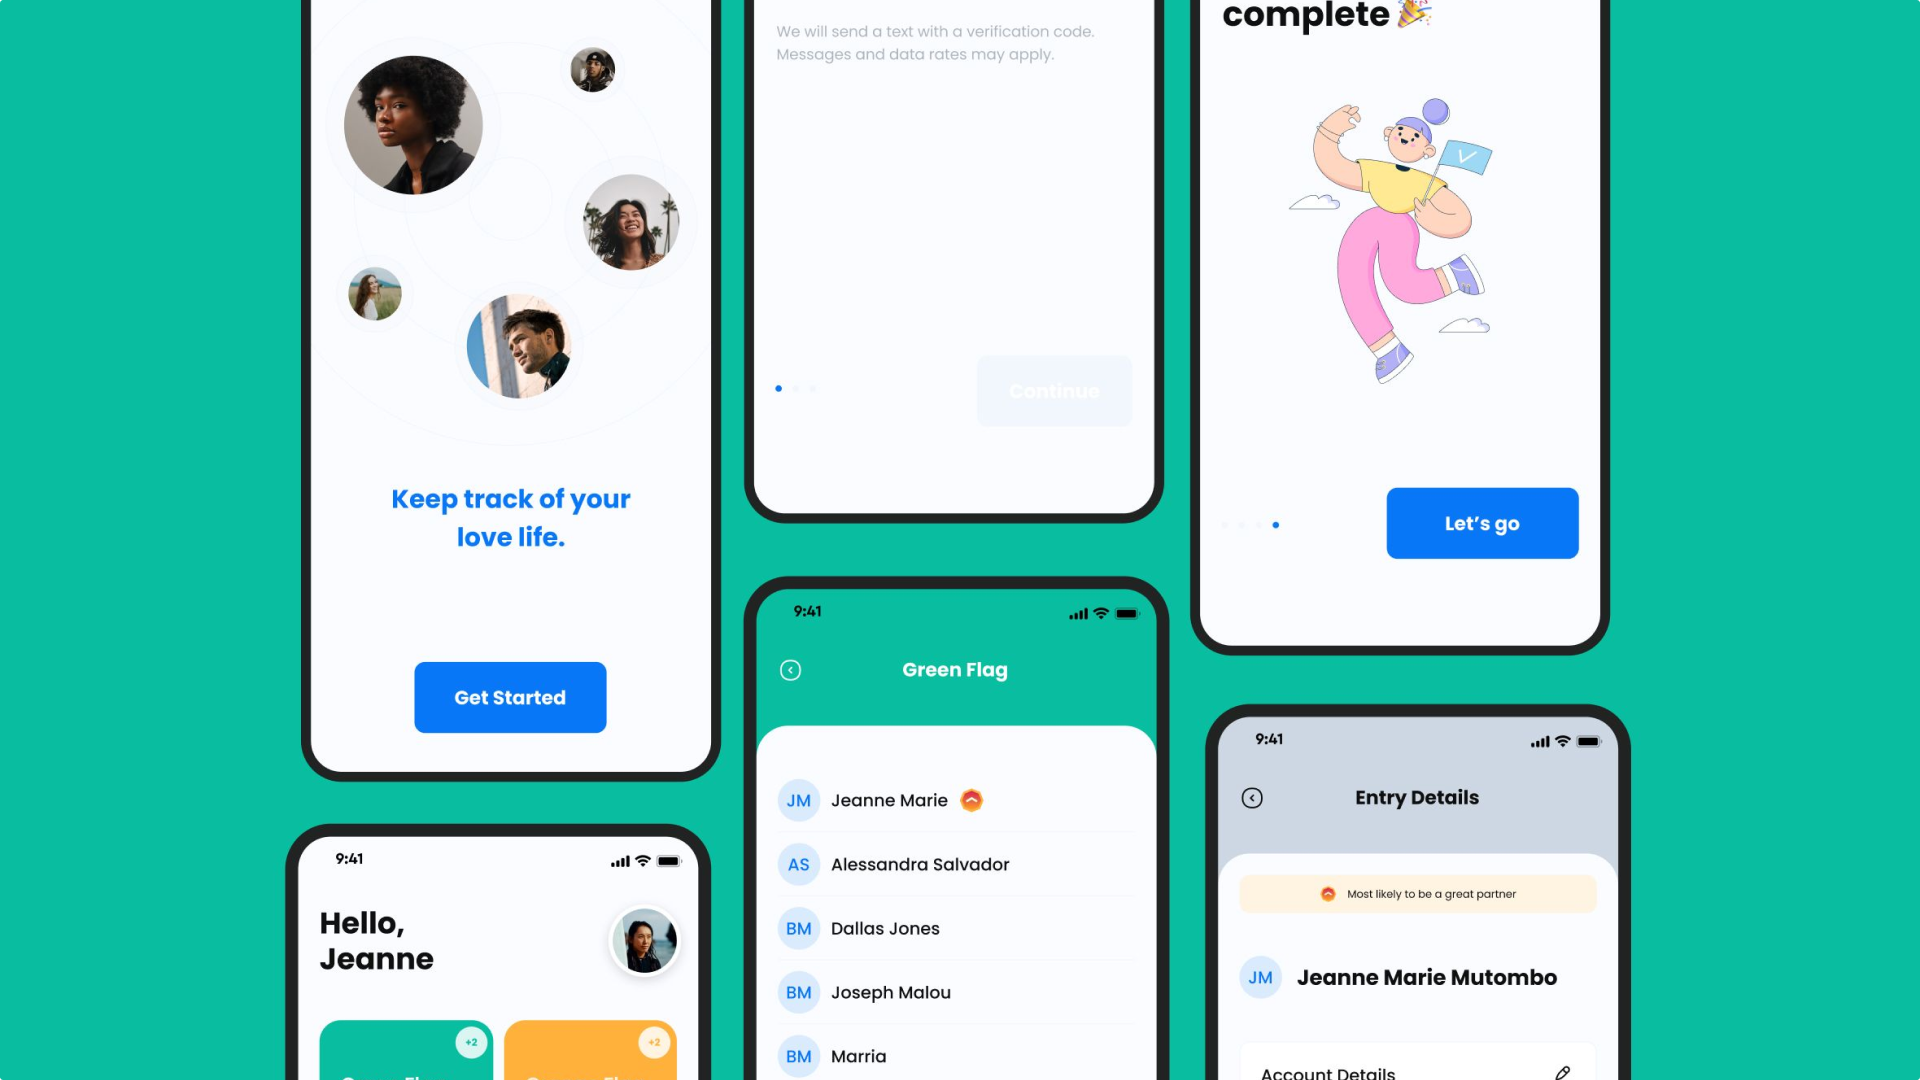 Keep track of your
love life.
Get Started
9:41
Hello,
Jeanne
+2
+2
We will send a text with a verification code.
Messages and data rates may apply.
Continue
9:41
Green Flag
JM Jeanne Marie
AS Alessandra Salvador
BM Dallas Jones
BM Joseph Malou
BM Marria
complete
Let’s go
9:41
Entry Details
Most likely to be a great partner
JM Jeanne Marie Mutombo
Account Details